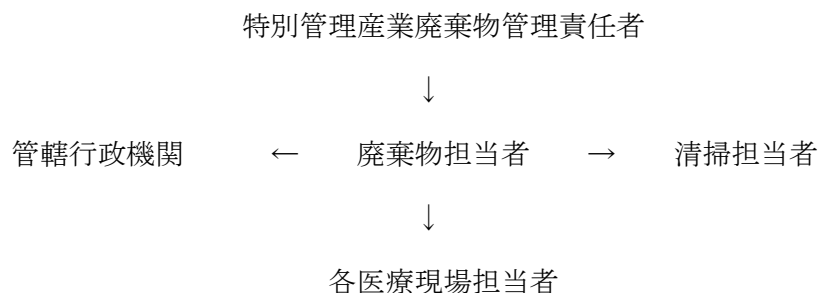 特別管理産業廃棄物管理責任者
↓
管轄行政機関 ← 廃棄物担当者 → 清掃担当者
↓
各医療現場担当者